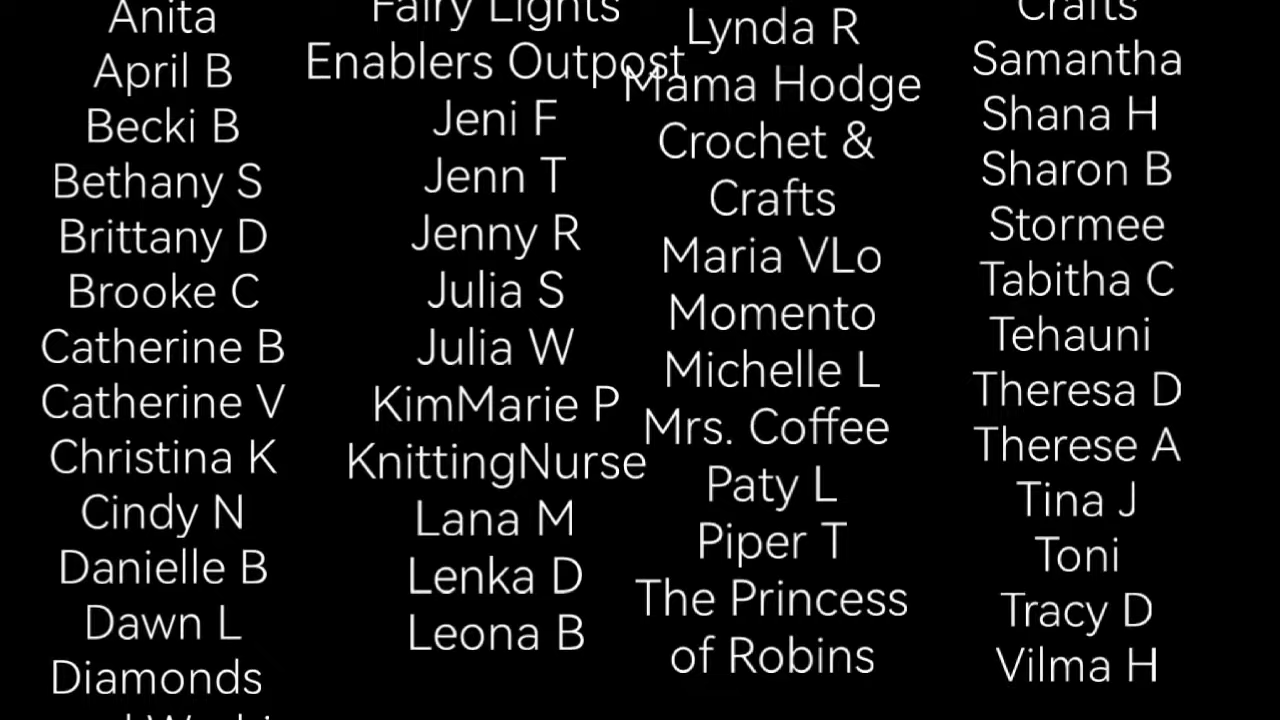 Anita
April B
Becki B
Bethany S
Brittany D
Brooke C
Catherine B
Catherine V
Christina K
Cindy N
Danielle B
Dawn L
Diamonds
Fairy Lights
Enablers Outpost
Jeni F
Jenn T
Jenny R
Julia S
Julia W
KimMarie P
KnittingNurse
Lana M
Lenka D
Leona B
Lynda R
Mama Hodge
Crochet &
Crafts
Maria VLo
Momento
Michelle L
Mrs. Coffee
Paty L
Piper T
The Princess
of Robins
Crafts
Samantha
Shana H
Sharon B
Stormee
Tabitha C
Tehauni
Theresa D
Therese A
Tina J
Toni
Tracy D
Vilma H